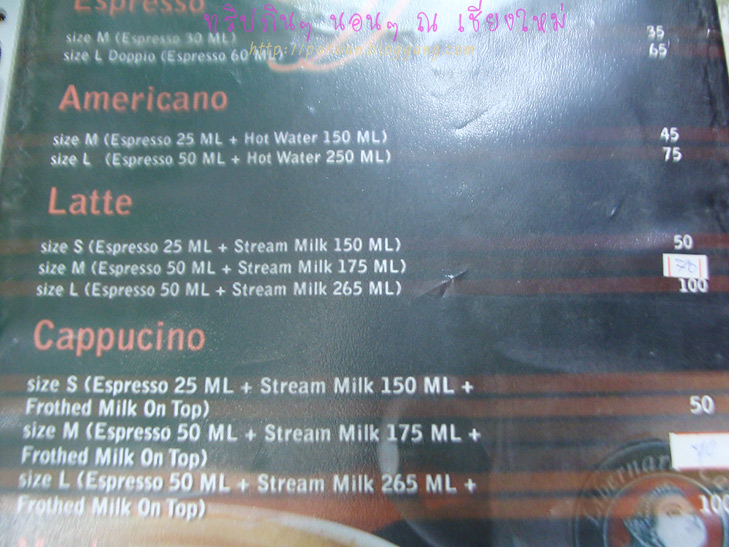 Espresso
ทริปกินๆ นอนๆ ณ เชียงใหม่
size M (Espresso 30 ML) 35
size L Doppio (Espresso 60 ML) 65
Americano
size M (Espresso 25 ML + Hot Water 150 ML) 45
size L (Espresso 50 ML + Hot Water 250 ML) 75
Latte
size S (Espresso 25 ML + Stream Milk 150 ML) 50
size M (Espresso 50 ML + Stream Milk 175 ML) 70
size L (Espresso 50 ML + Stream Milk 265 ML) 100
Cappucino
size S (Espresso 25 ML + Stream Milk 150 ML +
Frothed Milk On Top) 50
size M (Espresso 50 ML + Stream Milk 175 ML +
Frothed Milk On Top)
size L (Espresso 50 ML + Stream Milk 265 ML +
Frothed Milk On Top) 100